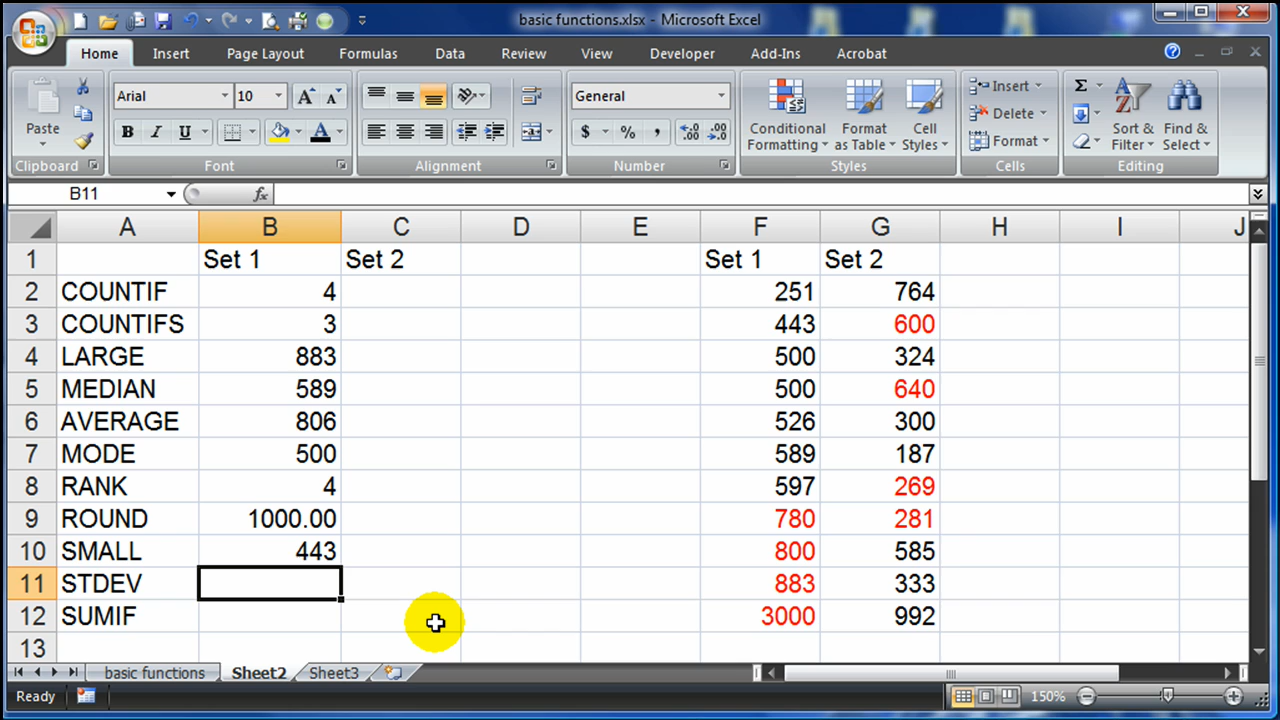 basic functions.xlsx - Microsoft Excel
Home Insert Page Layout Formulas Data Review View Developer Add-Ins Acrobat
Paste
Clipboard
Arial 10
B I U
A A
Font
Alignment
General
$ % ,
Number
Conditional Formatting
Format as Table
Cell Styles
Styles
Insert
Delete
Format
Cells
Σ
Sort & Filter
Find & Select
Editing
B11 fx
A B C D E F G H I J
1 Set 1 Set 2 Set 1 Set 2
2 COUNTIF 4 251 764
3 COUNTIFS 3 443 600
4 LARGE 883 500 324
5 MEDIAN 589 500 640
6 AVERAGE 806 526 300
7 MODE 500 589 187
8 RANK 4 597 269
9 ROUND 1000.00 780 281
10 SMALL 443 800 585
11 STDEV 883 333
12 SUMIF 3000 992
13
basic functions Sheet2 Sheet3
Ready 150%